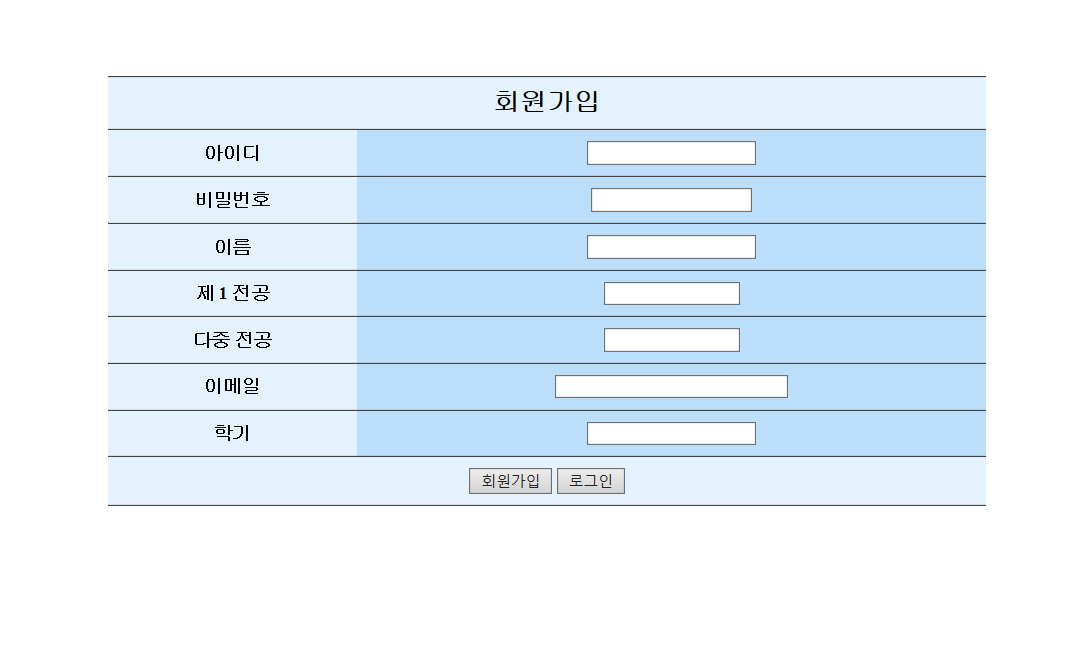 회원가입
아이디
비밀번호
이름
제 1 전공
다중 전공
이메일
학기
회원가입 로그인